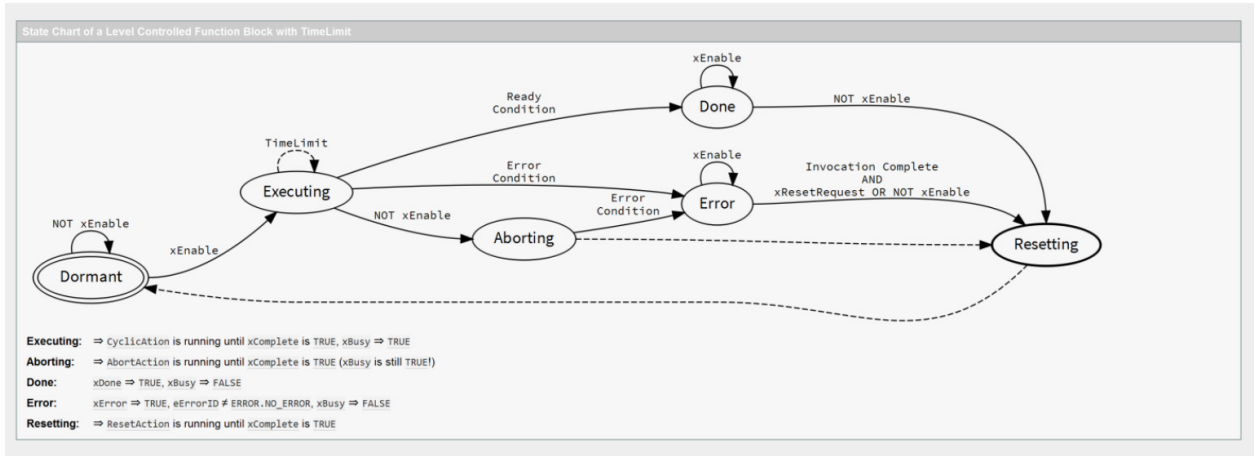 State Chart of a Level Controlled Function Block with TimeLimit
xEnable
Done
Ready
Condition
NOT xEnable
TimeLimit
Executing
Error
Condition
xEnable
Error
Invocation Complete
AND
xResetRequest OR NOT xEnable
NOT xEnable
Error
Condition
Aborting
Resetting
NOT xEnable
xEnable
Dormant
Executing: ⇒ CyclicAtion is running until xComplete is TRUE, xBusy ⇒ TRUE
Aborting: ⇒ AbortAction is running until xComplete is TRUE (xBusy is still TRUE!)
Done: xDone ⇒ TRUE, xBusy ⇒ FALSE
Error: xError ⇒ TRUE, eErrorID ≠ ERROR.NO_ERROR, xBusy ⇒ FALSE
Resetting: ⇒ ResetAction is running until xComplete is TRUE